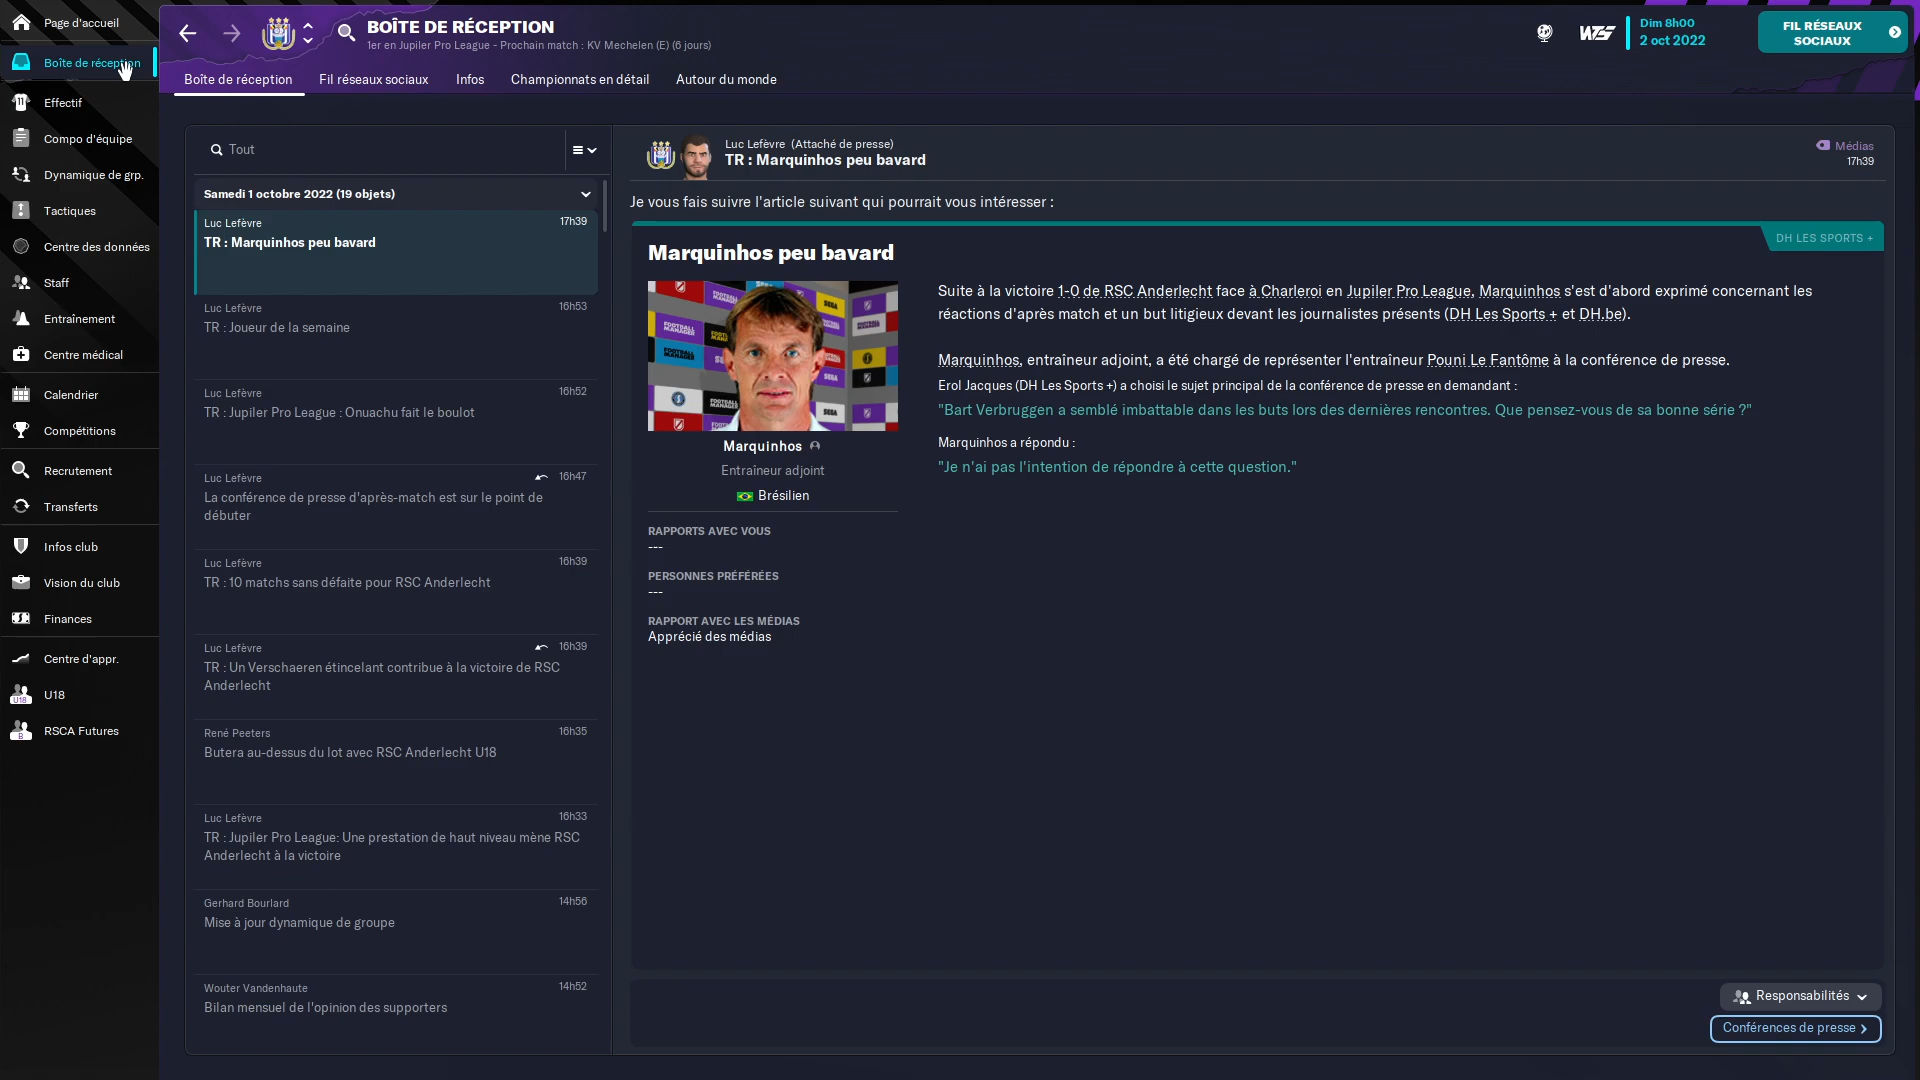 Page d'accueil
Boîte de réception
Effectif
Compo d'équipe
Dynamique de grp.
Tactiques
Centre des données
Staff
Entraînement
Centre médical
Calendrier
Compétitions
Recrutement
Transferts
Infos club
Vision du club
Finances
Centre d'appr.
U18
RSCA Futures
BOÎTE DE RÉCEPTION
1er en Jupiler Pro League - Prochain match : KV Mechelen (E) (6 jours)
Dim 8h00
2 oct 2022
FIL RÉSEAUX
SOCIAUX
Boîte de réception
Fil réseaux sociaux
Infos
Championnats en détail
Autour du monde
Tout
Samedi 1 octobre 2022 (19 objets)
Luc Lefèvre 17h39
TR : Marquinhos peu bavard
Luc Lefèvre 16h53
TR : Joueur de la semaine
Luc Lefèvre 16h52
TR : Jupiler Pro League : Onuachu fait le boulot
Luc Lefèvre 16h47
La conférence de presse d'après-match est sur le point de
débuter
Luc Lefèvre 16h39
TR : 10 matchs sans défaite pour RSC Anderlecht
Luc Lefèvre 16h39
TR : Un Verschaeren étincelant contribue à la victoire de RSC
Anderlecht
René Peeters 16h35
Butera au-dessus du lot avec RSC Anderlecht U18
Luc Lefèvre 16h33
TR : Jupiler Pro League: Une prestation de haut niveau mène RSC
Anderlecht à la victoire
Gerhard Bourlard 14h56
Mise à jour dynamique de groupe
Wouter Vandenhaute 14h52
Bilan mensuel de l'opinion des supporters
Luc Lefèvre (Attaché de presse)
TR : Marquinhos peu bavard
Médias
17h39
Je vous fais suivre l'article suivant qui pourrait vous intéresser :
DH LES SPORTS +
Marquinhos peu bavard
Marquinhos
Entraîneur adjoint
Brésilien
RAPPORTS AVEC VOUS
---
PERSONNES PRÉFÉRÉES
---
RAPPORT AVEC LES MÉDIAS
Apprécié des médias
Suite à la victoire 1-0 de RSC Anderlecht face à Charleroi en Jupiler Pro League, Marquinhos s'est d'abord exprimé concernant les
réactions d'après match et un but litigieux devant les journalistes présents (DH Les Sports + et DH.be).
Marquinhos, entraîneur adjoint, a été chargé de représenter l'entraîneur Pouni Le Fantôme à la conférence de presse.
Erol Jacques (DH Les Sports +) a choisi le sujet principal de la conférence de presse en demandant :
"Bart Verbruggen a semblé imbattable dans les buts lors des dernières rencontres. Que pensez-vous de sa bonne série ?"
Marquinhos a répondu :
"Je n'ai pas l'intention de répondre à cette question."
Responsabilités
Conférences de presse